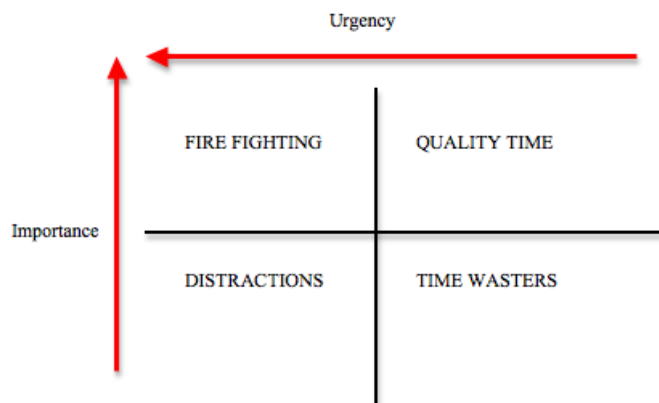 Urgency
FIRE FIGHTING
QUALITY TIME
Importance
DISTRACTIONS
TIME WASTERS